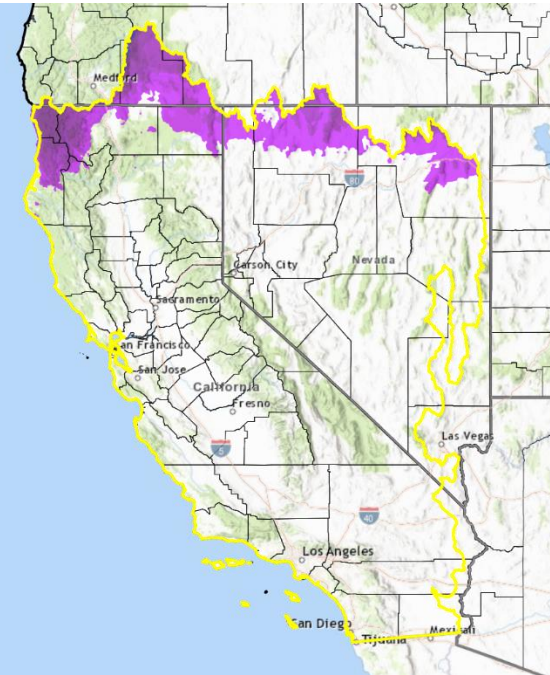 Medford
80
Carson City
Nevada
Sacramento
an Francisco
San Jose
California
Fresno
5
Las Vegas
40
Los Angeles
San Diego
Tijuana
Mexicali